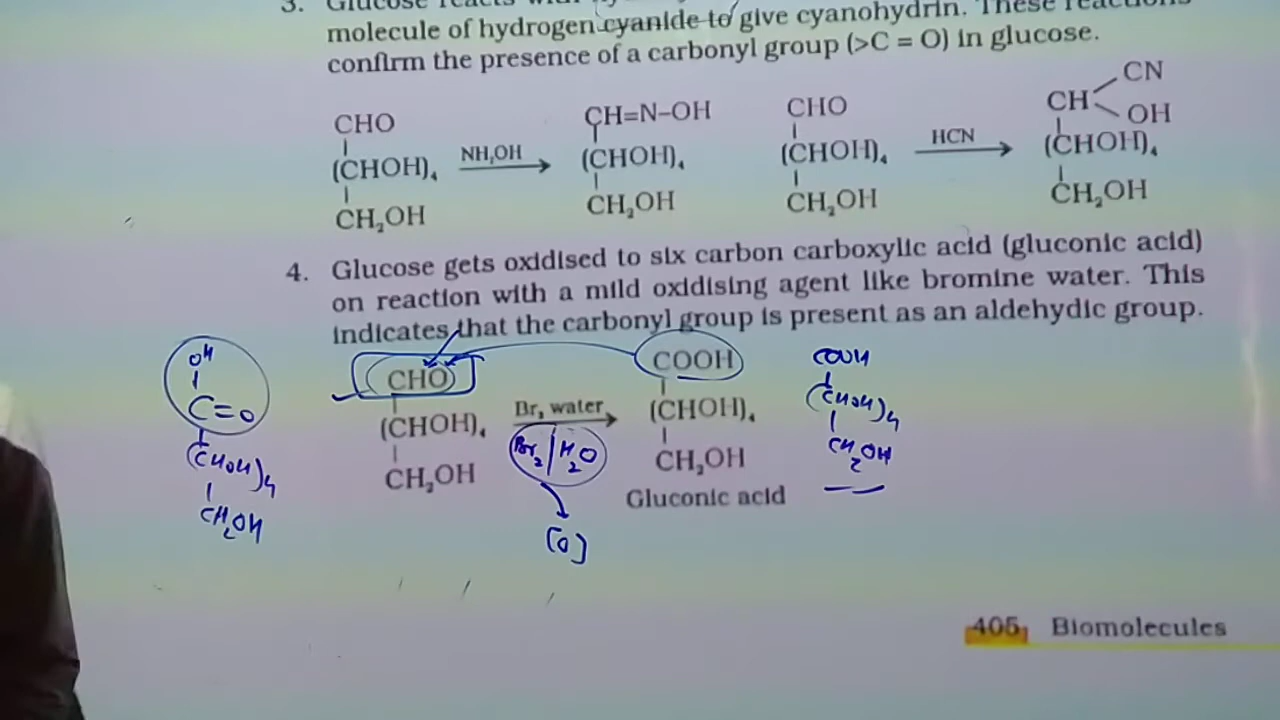 3. Glucose reacts with
molecule of hydrogen cyanide to give cyanohydrin. These reactions
confirm the presence of a carbonyl group (>C = O) in glucose.
CHO
(CHOH)₄
CH₂OH
NH₂OH
CH=N–OH
(CHOH)₄
CH₂OH
CHO
(CHOH)₄
CH₂OH
HCN
CN
CH
OH
(CHOH)₄
CH₂OH
4. Glucose gets oxidised to six carbon carboxylic acid (gluconic acid)
on reaction with a mild oxidising agent like bromine water. This
indicates that the carbonyl group is present as an aldehydic group.
OH
C=O
(CHOH)4
CH2OH
CHO
(CHOH)₄
CH₂OH
Br₂ water
Br2/H2O
[O]
COOH
(CHOH)₄
CH₂OH
Gluconic acid
COOH
(CHOH)4
CH2OH
405 Biomolecules